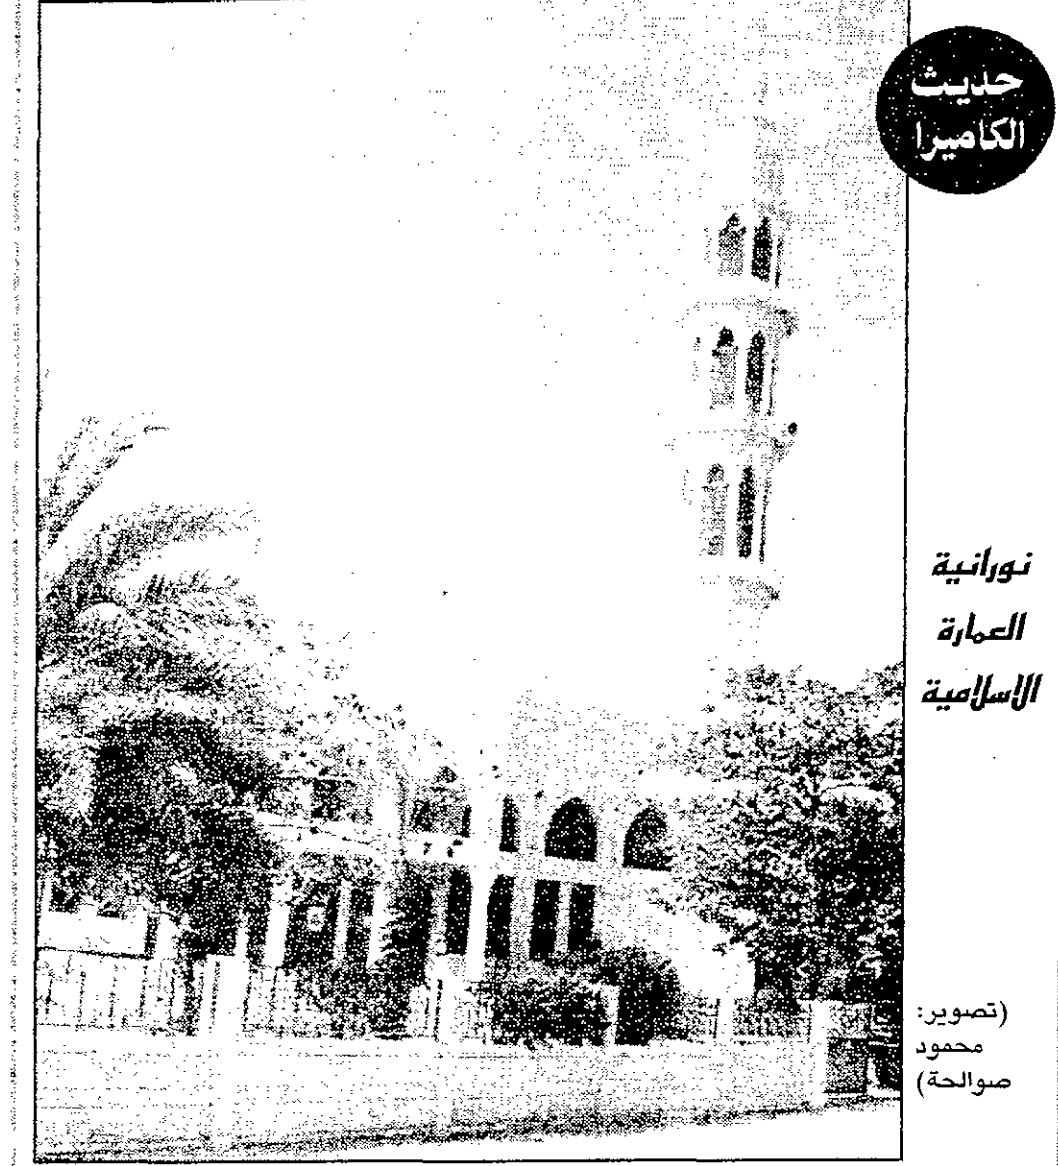 حديث
الكاميرا
نورانية
العمارة
الاسلامية
(تصوير:
محمود
صوالحة)